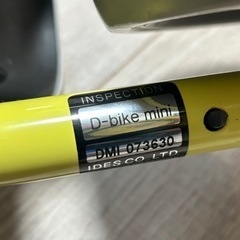 INSPECTION
D-bike mini
DMI 073630
IDES CO. LTD.